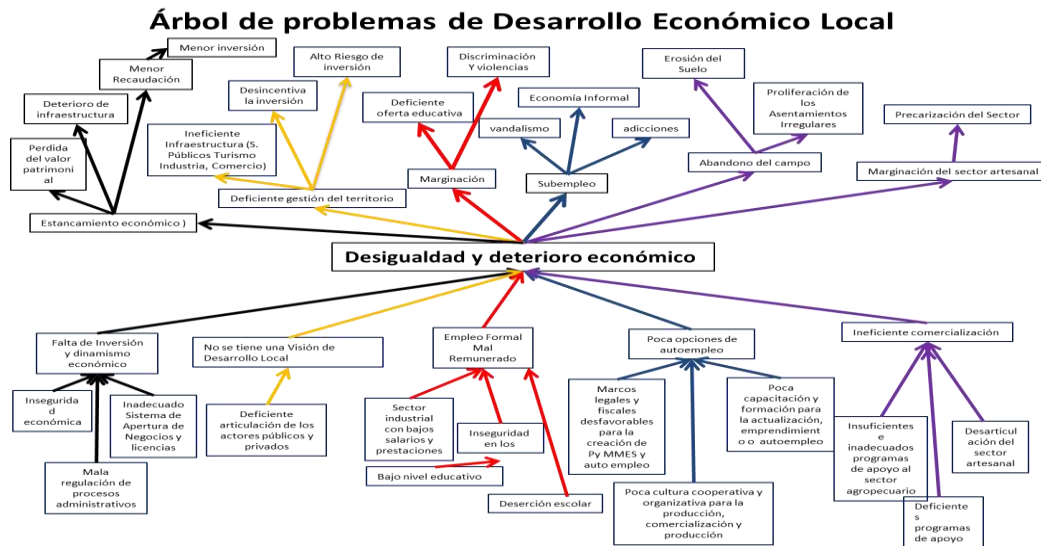 Árbol de problemas de Desarrollo Económico Local
Menor inversión
Menor
Recaudación
Deterioro de
infraestructura
Perdida
del valor
patrimoni
al
Estancamiento económico )
Alto Riesgo de
inversión
Desincentiva
la inversión
Ineficiente
Infraestructura (S.
Públicos Turismo
Industria, Comercio)
Deficiente gestión del territorio
Discriminación
Y violencias
Deficiente
oferta educativa
Marginación
Economía Informal
vandalismo
adicciones
Subempleo
Erosión del
Suelo
Proliferación de
los
Asentamientos
Irregulares
Abandono del campo
Precarización del Sector
Marginación del sector artesanal
Desigualdad y deterioro económico
Falta de Inversión
y dinamismo
económico
Insegurida
d
económica
Inadecuado
Sistema de
Apertura de
Negocios y
licencias
Mala
regulación de
procesos
administrativos
No se tiene una Visión de
Desarrollo Local
Deficiente
articulación de los
actores públicos y
privados
Empleo Formal
Mal
Remunerado
Sector
industrial
con bajos
salarios y
prestaciones
Inseguridad
en los
Bajo nivel educativo
Deserción escolar
Poca opciones de
autoempleo
Marcos
legales y
fiscales
desfavorables
para la
creación de
Py MMES y
auto empleo
Poca
capacitación y
formación para
la actualización,
emprendimient
o o autoempleo
Poca cultura cooperativa y
organizativa para la
producción,
comercialización y
producción
Ineficiente comercialización
Insuficientes
e
inadecuados
programas
de apoyo al
sector
agropecuario
Desarticul
ación del
sector
artesanal
Deficiente
s
programas
de apoyo